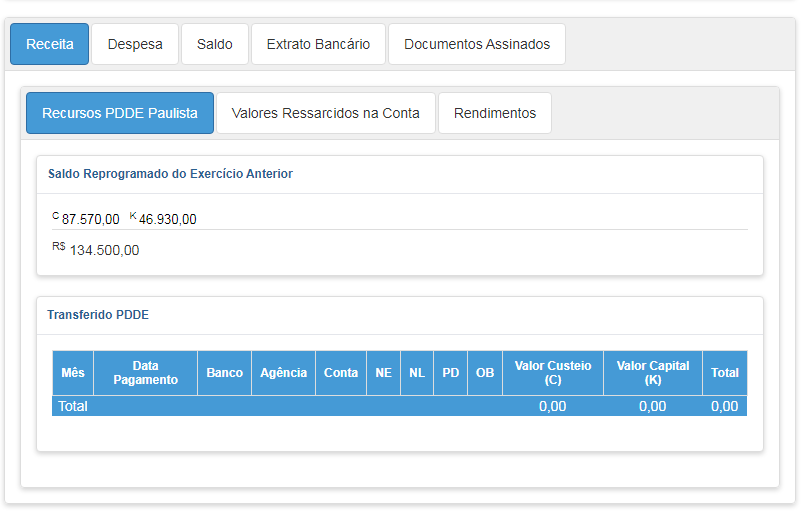 Receita Despesa Saldo Extrato Bancário Documentos Assinados
Recursos PDDE Paulista Valores Ressarcidos na Conta Rendimentos
Saldo Reprogramado do Exercício Anterior
C 87.570,00 K 46.930,00
R$ 134.500,00
Transferido PDDE
Mês Data Pagamento Banco Agência Conta NE NL PD OB Valor Custeio (C) Valor Capital (K) Total
Total 0,00 0,00 0,00